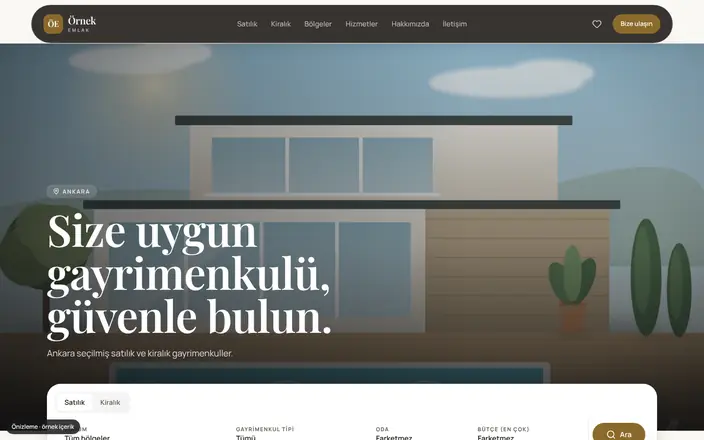 ÖE Örnek
EMLAK
Satılık Kiralık Bölgeler Hizmetler Hakkımızda İletişim
Bize ulaşın
ANKARA
Size uygun
gayrimenkulü,
güvenle bulun.
Ankara seçilmiş satılık ve kiralık gayrimenkuller.
Satılık Kiralık
GAYRİMENKUL TİPİ ODA BÜTÇE (EN ÇOK)
Tüm bölgeler Tümü Farketmez Farketmez
Ara
Önizleme · örnek içerik